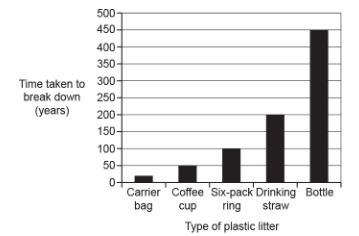 500
450
400
350
300
250
200
150
100
50
0
Time taken to
break down
(years)
Carrier bag
Coffee cup
Six-pack ring
Drinking straw
Bottle
Type of plastic litter